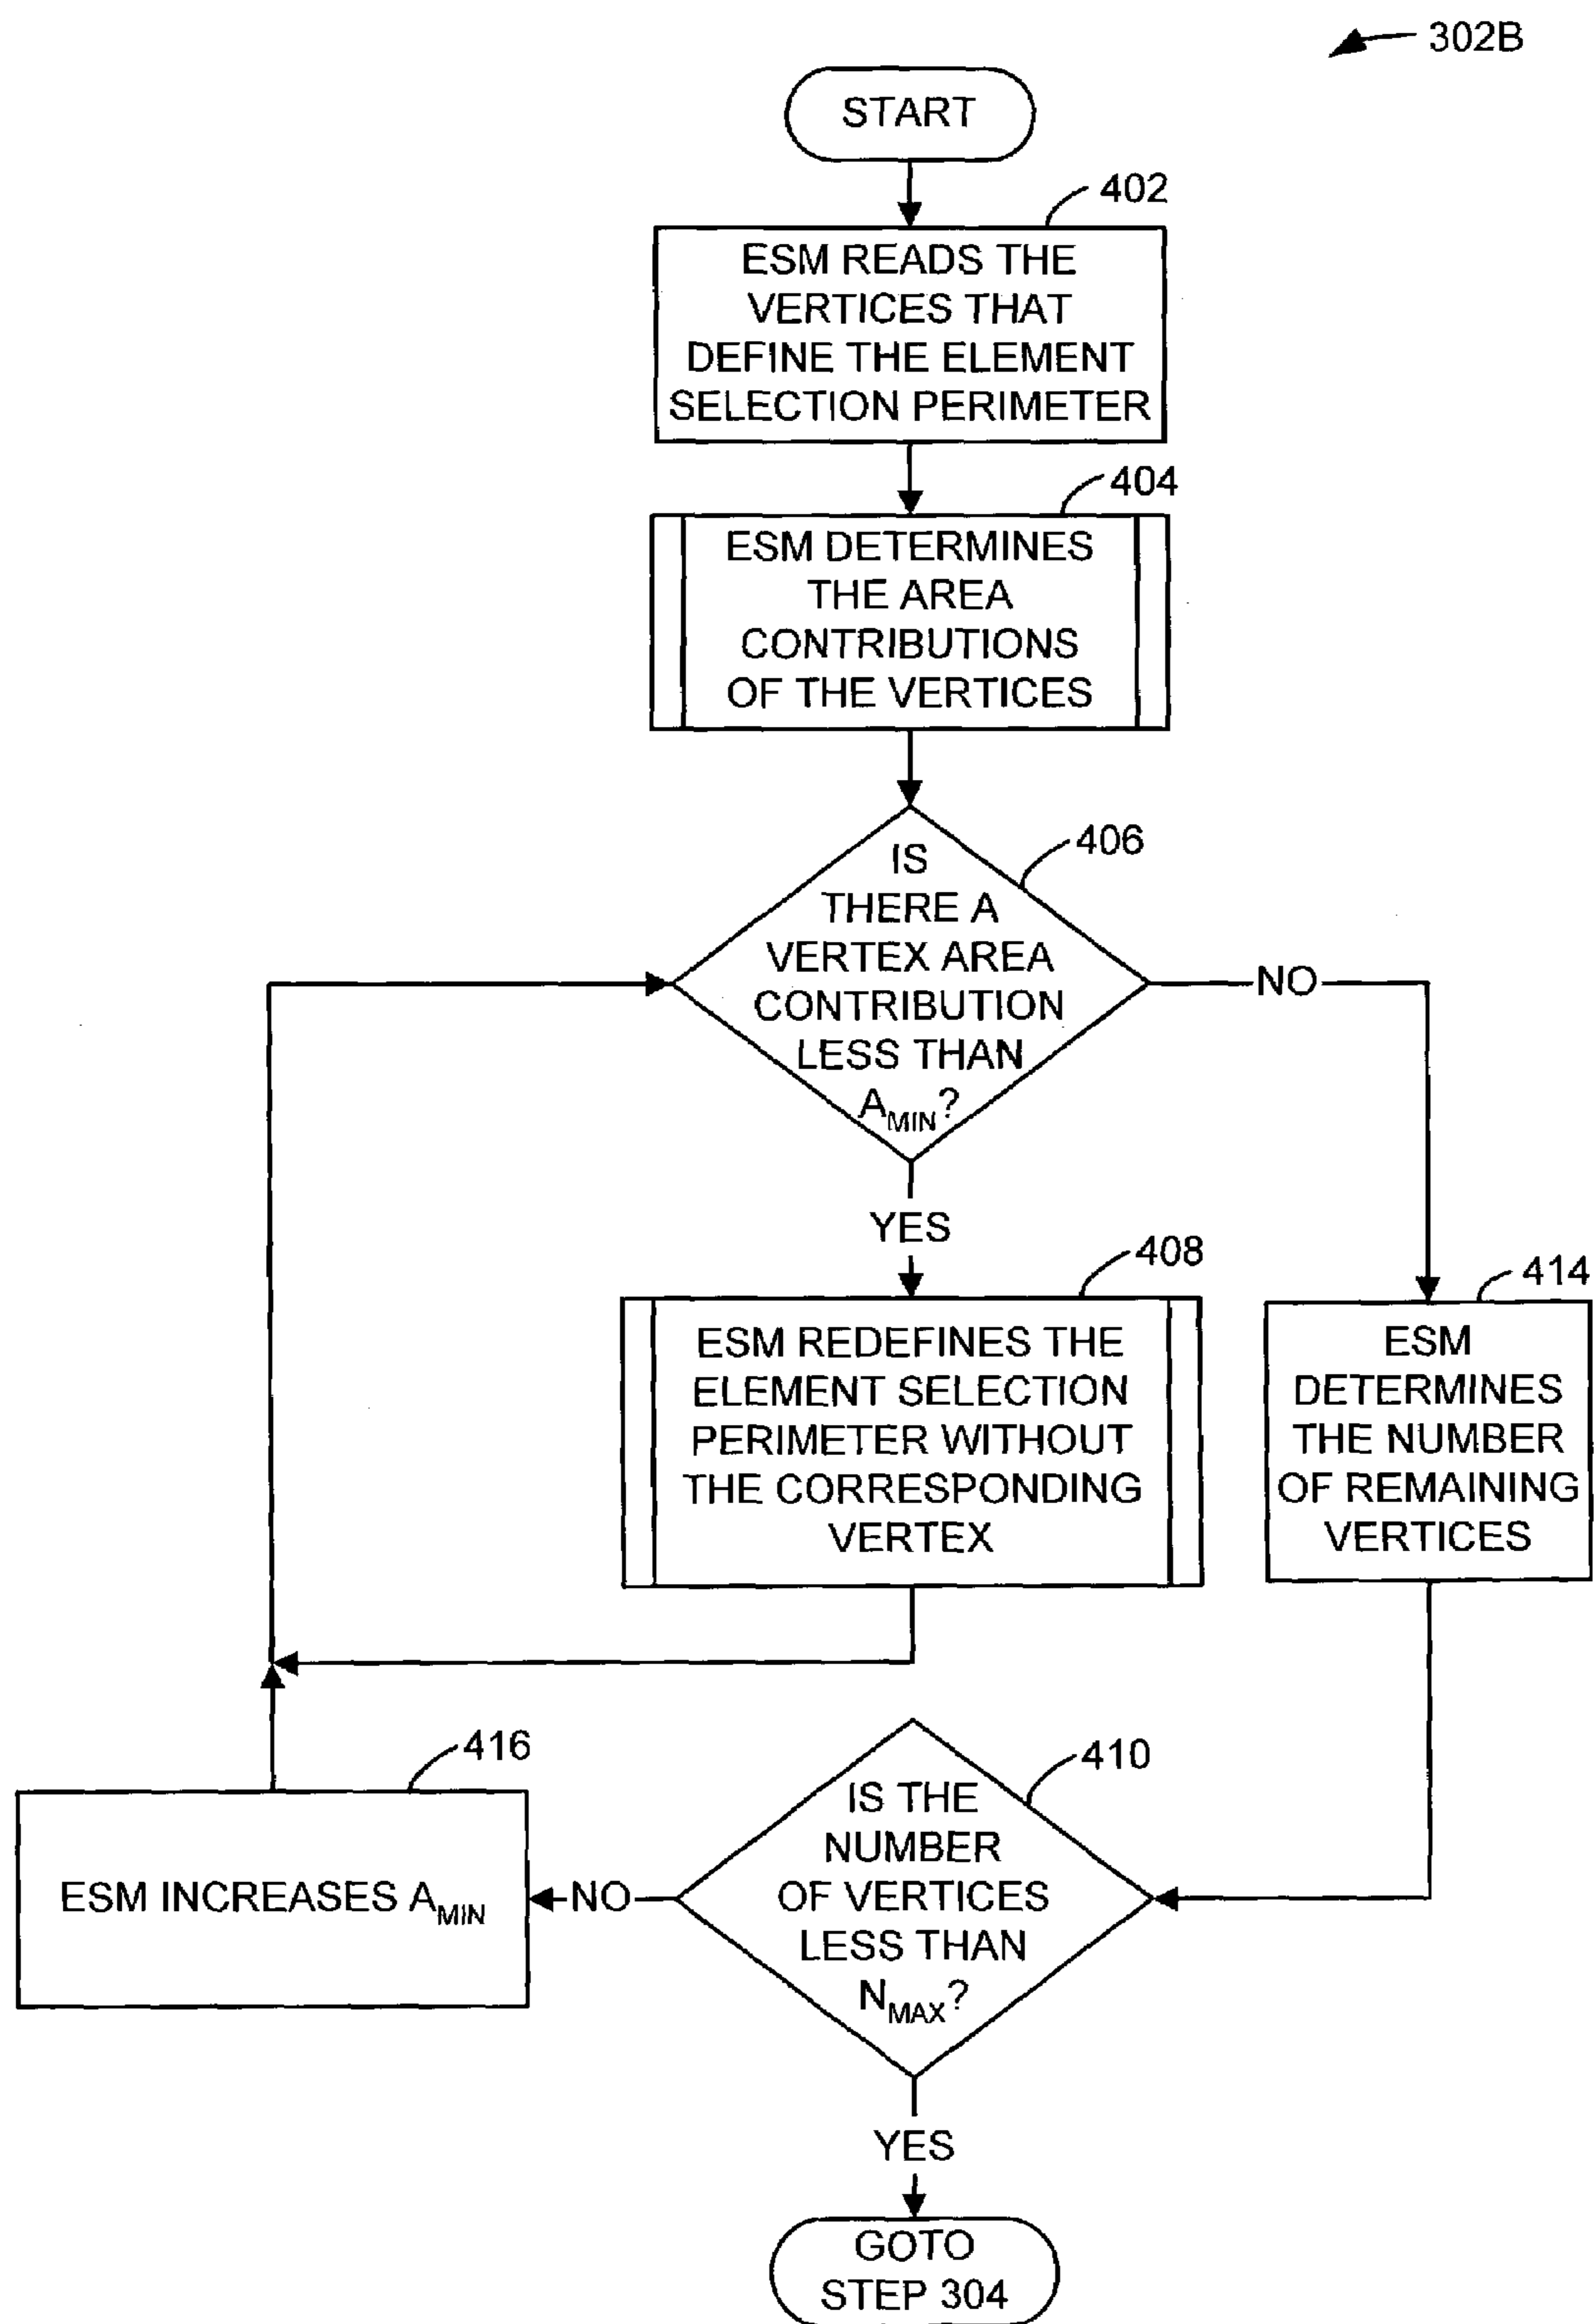 302B
START
402
ESM READS THE
VERTICES THAT
DEFINE THE ELEMENT
SELECTION PERIMETER
404
ESM DETERMINES
THE AREA
CONTRIBUTIONS
OF THE VERTICES
406
IS
THERE A
VERTEX AREA
CONTRIBUTION
LESS THAN
AMIN?
NO
YES
408
ESM REDEFINES THE
ELEMENT SELECTION
PERIMETER WITHOUT
THE CORRESPONDING
VERTEX
414
ESM
DETERMINES
THE NUMBER
OF REMAINING
VERTICES
416
ESM INCREASES AMIN
NO
410
IS THE
NUMBER
OF VERTICES
LESS THAN
NMAX?
YES
GOTO
STEP 304